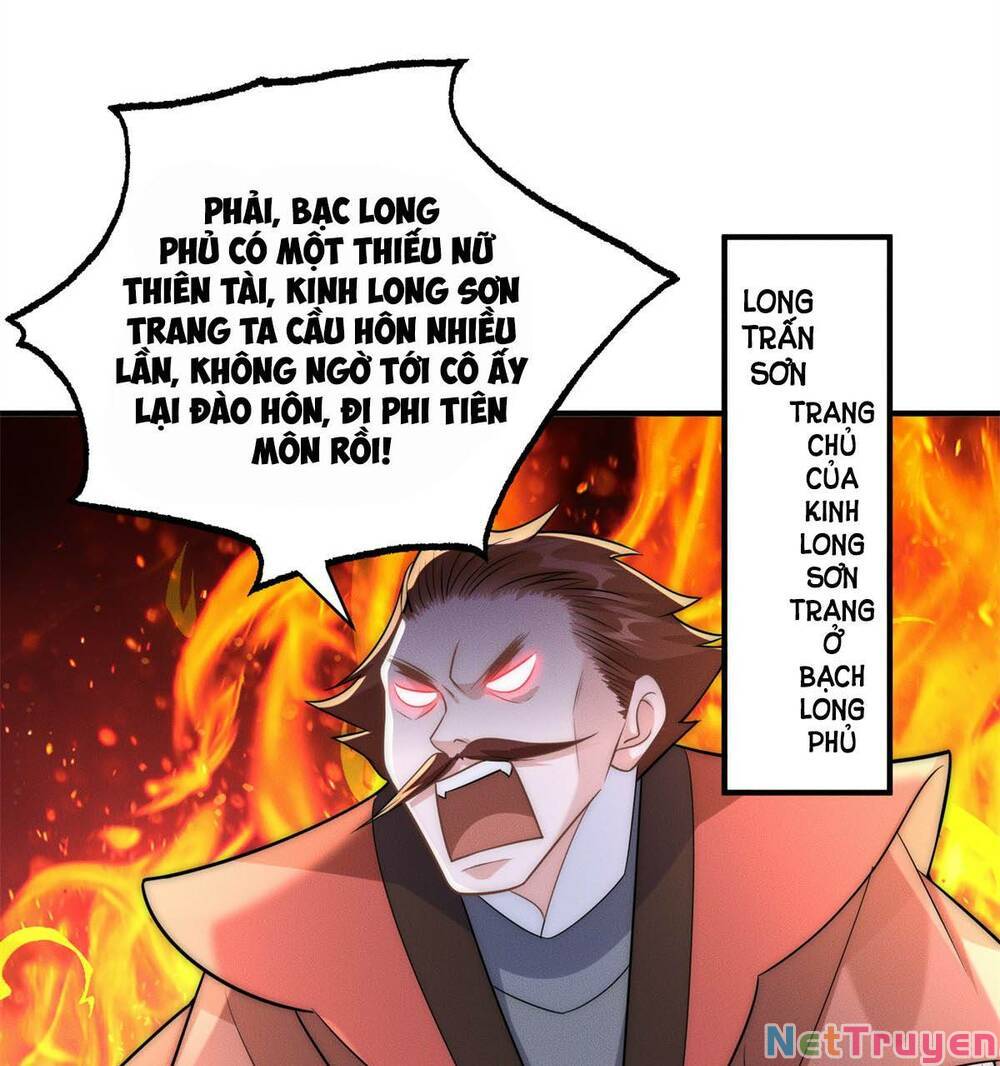 PHẢI, BẠC LONG
PHỦ CÓ MỘT THIẾU NỮ
THIÊN TÀI, KINH LONG SƠN
TRANG TA CẦU HÔN NHIỀU
LẦN, KHÔNG NGỜ TỚI CÔ ẤY
LẠI ĐÀO HÔN, ĐI PHI TIÊN
MÔN RỒI!
LONG
TRẤN
SƠN
TRANG
CHỦ
CỦA
KINH
LONG
SƠN
TRANG
Ở
BẠCH
LONG
PHỦ
NetTruyen